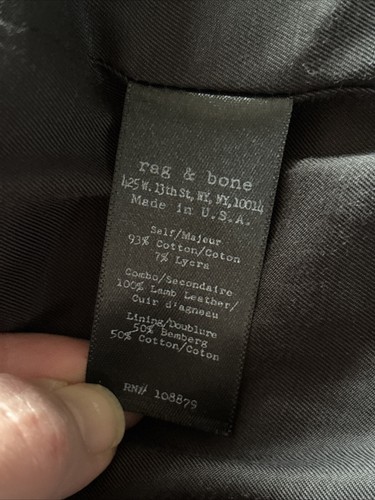 rag & bone
425 W. 13th St, NY, NY, 10014
Made in U.S.A.
Self/Majeur
93% Cotton/Coton
7% Lycra
Combo/Secondaire
100% Lamb Leather/
Cuir d'agneau
Lining/Doublure
50% Bemberg
50% Cotton/Coton
RN# 108879